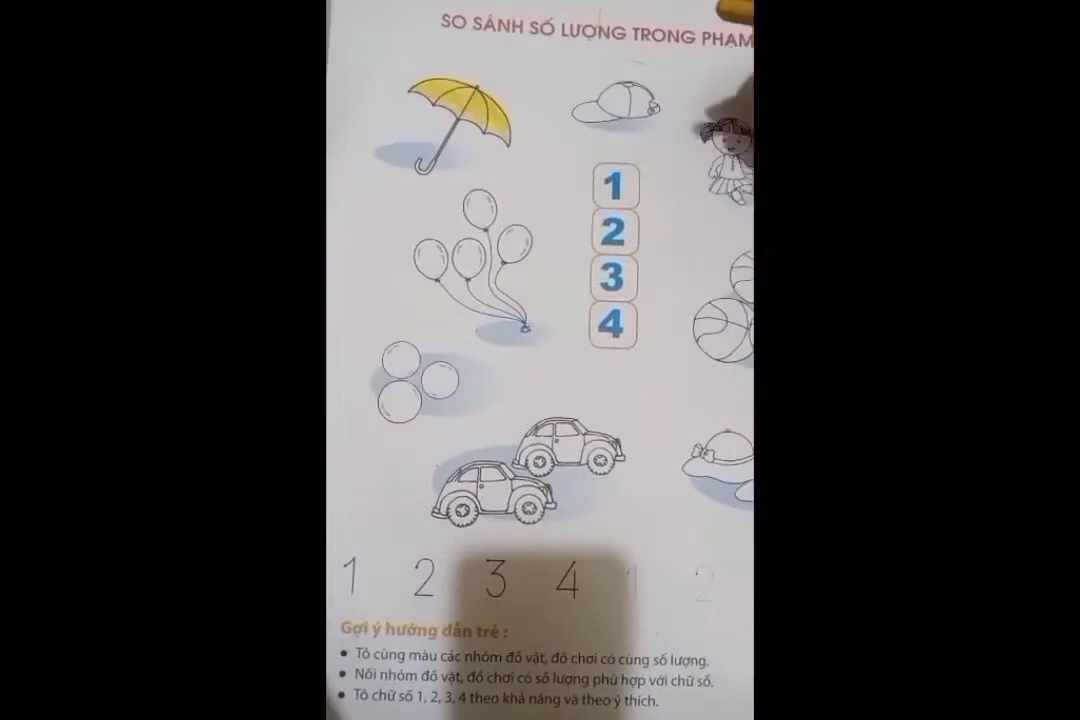 SO SÁNH SỐ LƯỢNG TRONG PHẠM
1
2
3
4
1 2 3 4 1 2
Gợi ý hướng dẫn trẻ :
• Tô cùng màu các nhóm đồ vật, đồ chơi có cùng số lượng.
• Nối nhóm đồ vật, đồ chơi có số lượng phù hợp với chữ số.
• Tô chữ số 1, 2, 3, 4 theo khả năng và theo ý thích.